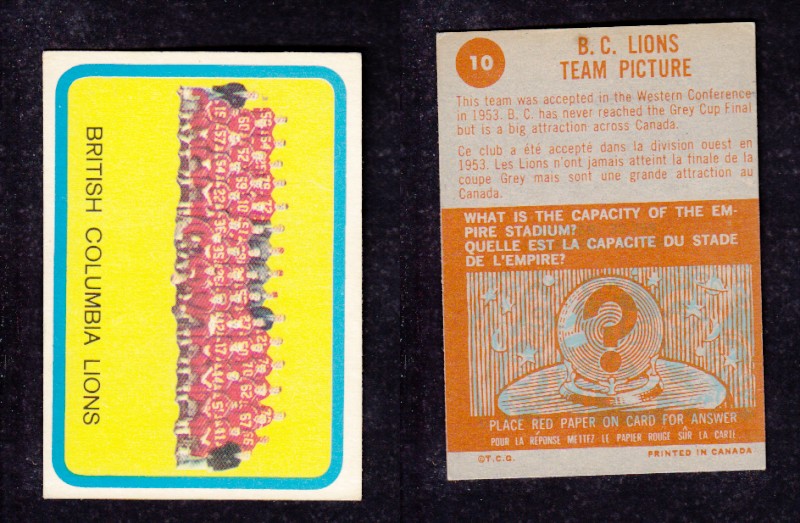 BRITISH COLUMBIA LIONS
10
B. C. LIONS
TEAM PICTURE
This team was accepted in the Western Conference
in 1953. B. C. has never reached the Grey Cup Final
but is a big attraction across Canada.
Ce club a été accepté dans la division ouest en
1953. Les Lions n'ont jamais atteint la finale de la
coupe Grey mais sont une grande attraction au
Canada.
WHAT IS THE CAPACITY OF THE EM-
PIRE STADIUM?
QUELLE EST LA CAPACITE DU STADE
DE L'EMPIRE?
?
PLACE RED PAPER ON CARD FOR ANSWER
POUR LA RÉPONSE METTEZ LE PAPIER ROUGE SÛR LA CARTE
©T.C.G.
PRINTED IN CANADA